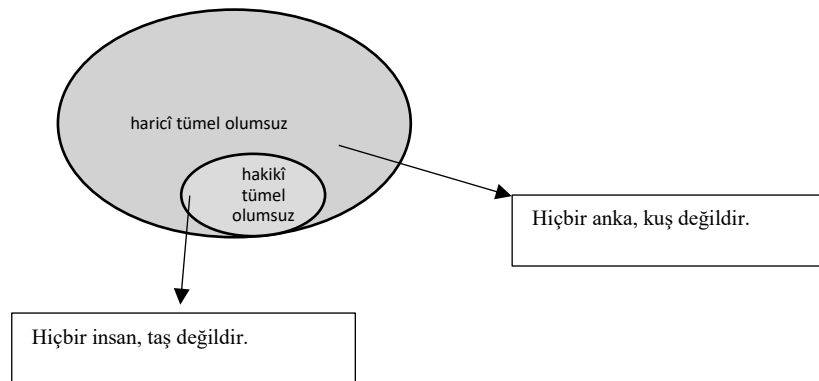 haricî tümel olumsuz
hakikî
tümel
olumsuz
Hiçbir anka, kuş değildir.
Hiçbir insan, taş değildir.